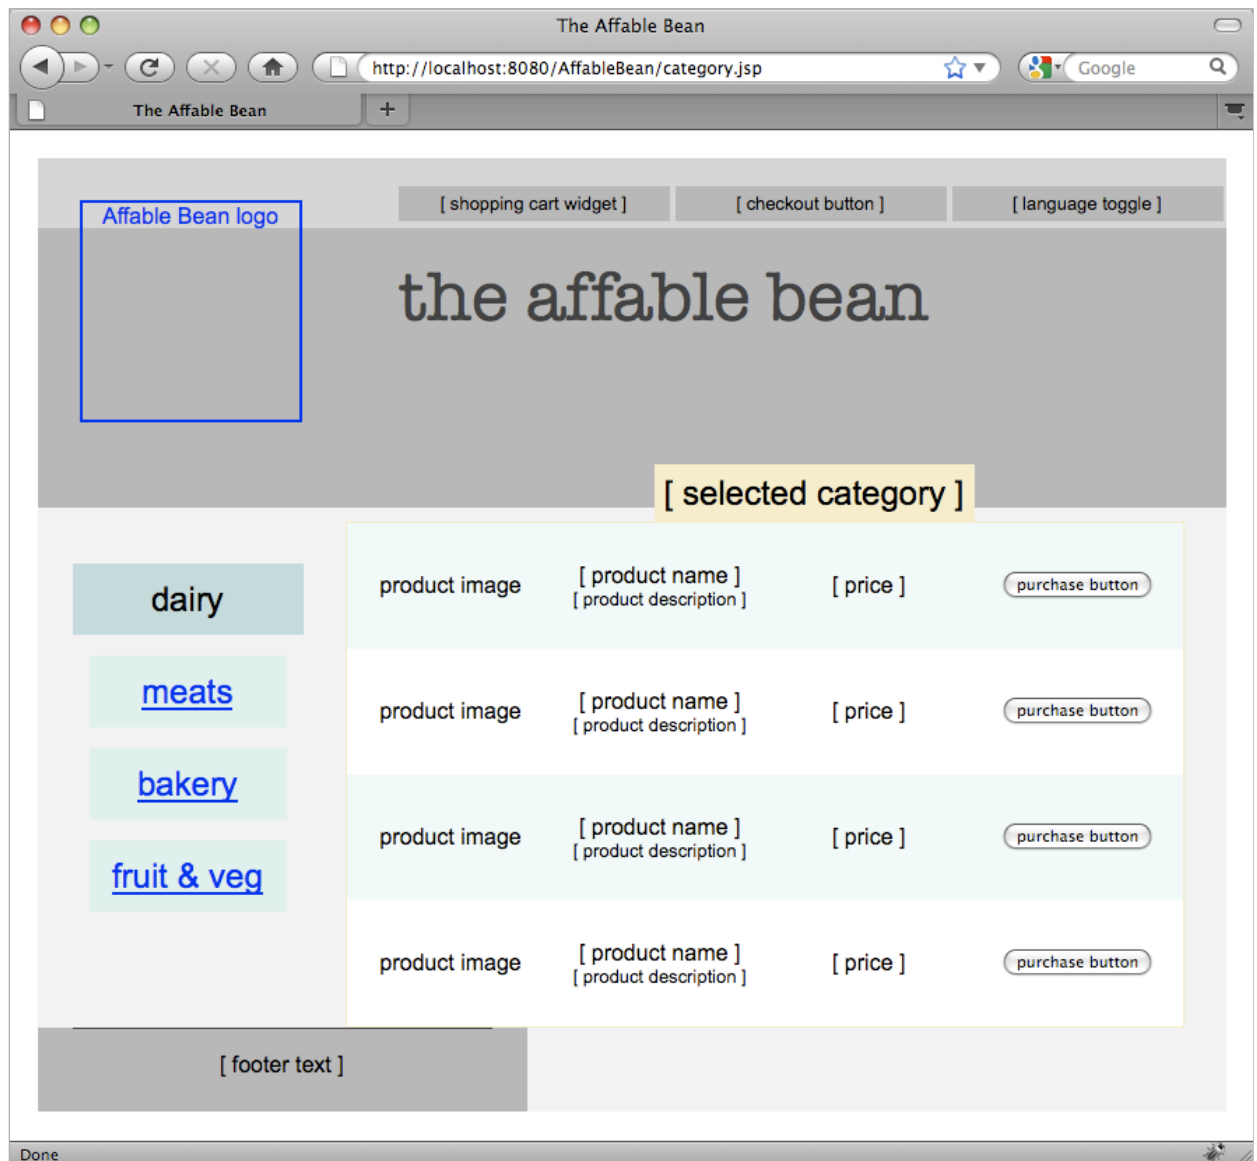 The Affable Bean
http://localhost:8080/AffableBean/category.jsp
Google
The Affable Bean
[ shopping cart widget ]
[ checkout button ]
[ language toggle ]
Affable Bean logo
the affable bean
[ selected category ]
dairy
meats
bakery
fruit & veg
product image
[ product name ]
[ product description ]
[ price ]
purchase button
product image
[ product name ]
[ product description ]
[ price ]
purchase button
product image
[ product name ]
[ product description ]
[ price ]
purchase button
product image
[ product name ]
[ product description ]
[ price ]
purchase button
[ footer text ]
Done